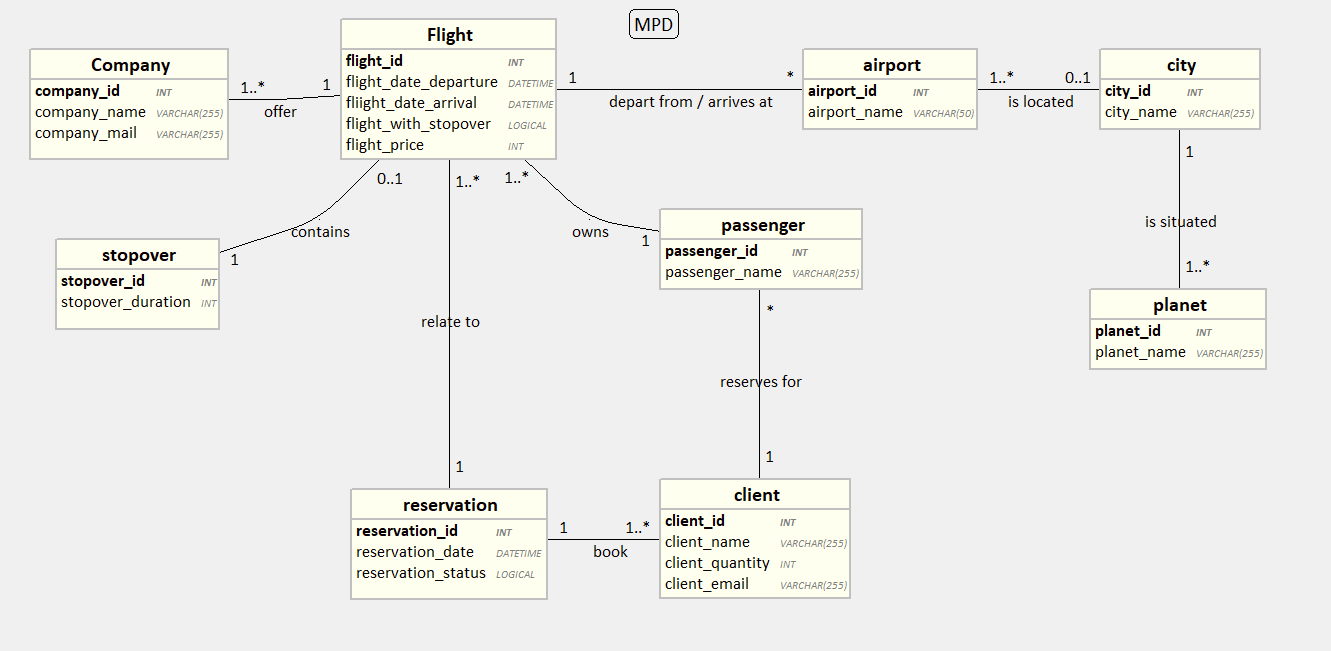 MPD
Company
company_id INT
company_name VARCHAR(255)
company_mail VARCHAR(255)
1..* 1
offer
Flight
flight_id INT
flight_date_departure DATETIME
fliight_date_arrival DATETIME
flight_with_stopover LOGICAL
flight_price INT
1 *
depart from / arrives at
airport
airport_id INT
airport_name VARCHAR(50)
1..* 0..1
is located
city
city_id INT
city_name VARCHAR(255)
1
is situated
1..*
planet
planet_id INT
planet_name VARCHAR(255)
0..1
contains
1
stopover
stopover_id INT
stopover_duration INT
1..*
relate to
1
1..*
owns
1
passenger
passenger_id INT
passenger_name VARCHAR(255)
*
reserves for
1
reservation
reservation_id INT
reservation_date DATETIME
reservation_status LOGICAL
1 1..*
book
client
client_id INT
client_name VARCHAR(255)
client_quantity INT
client_email VARCHAR(255)